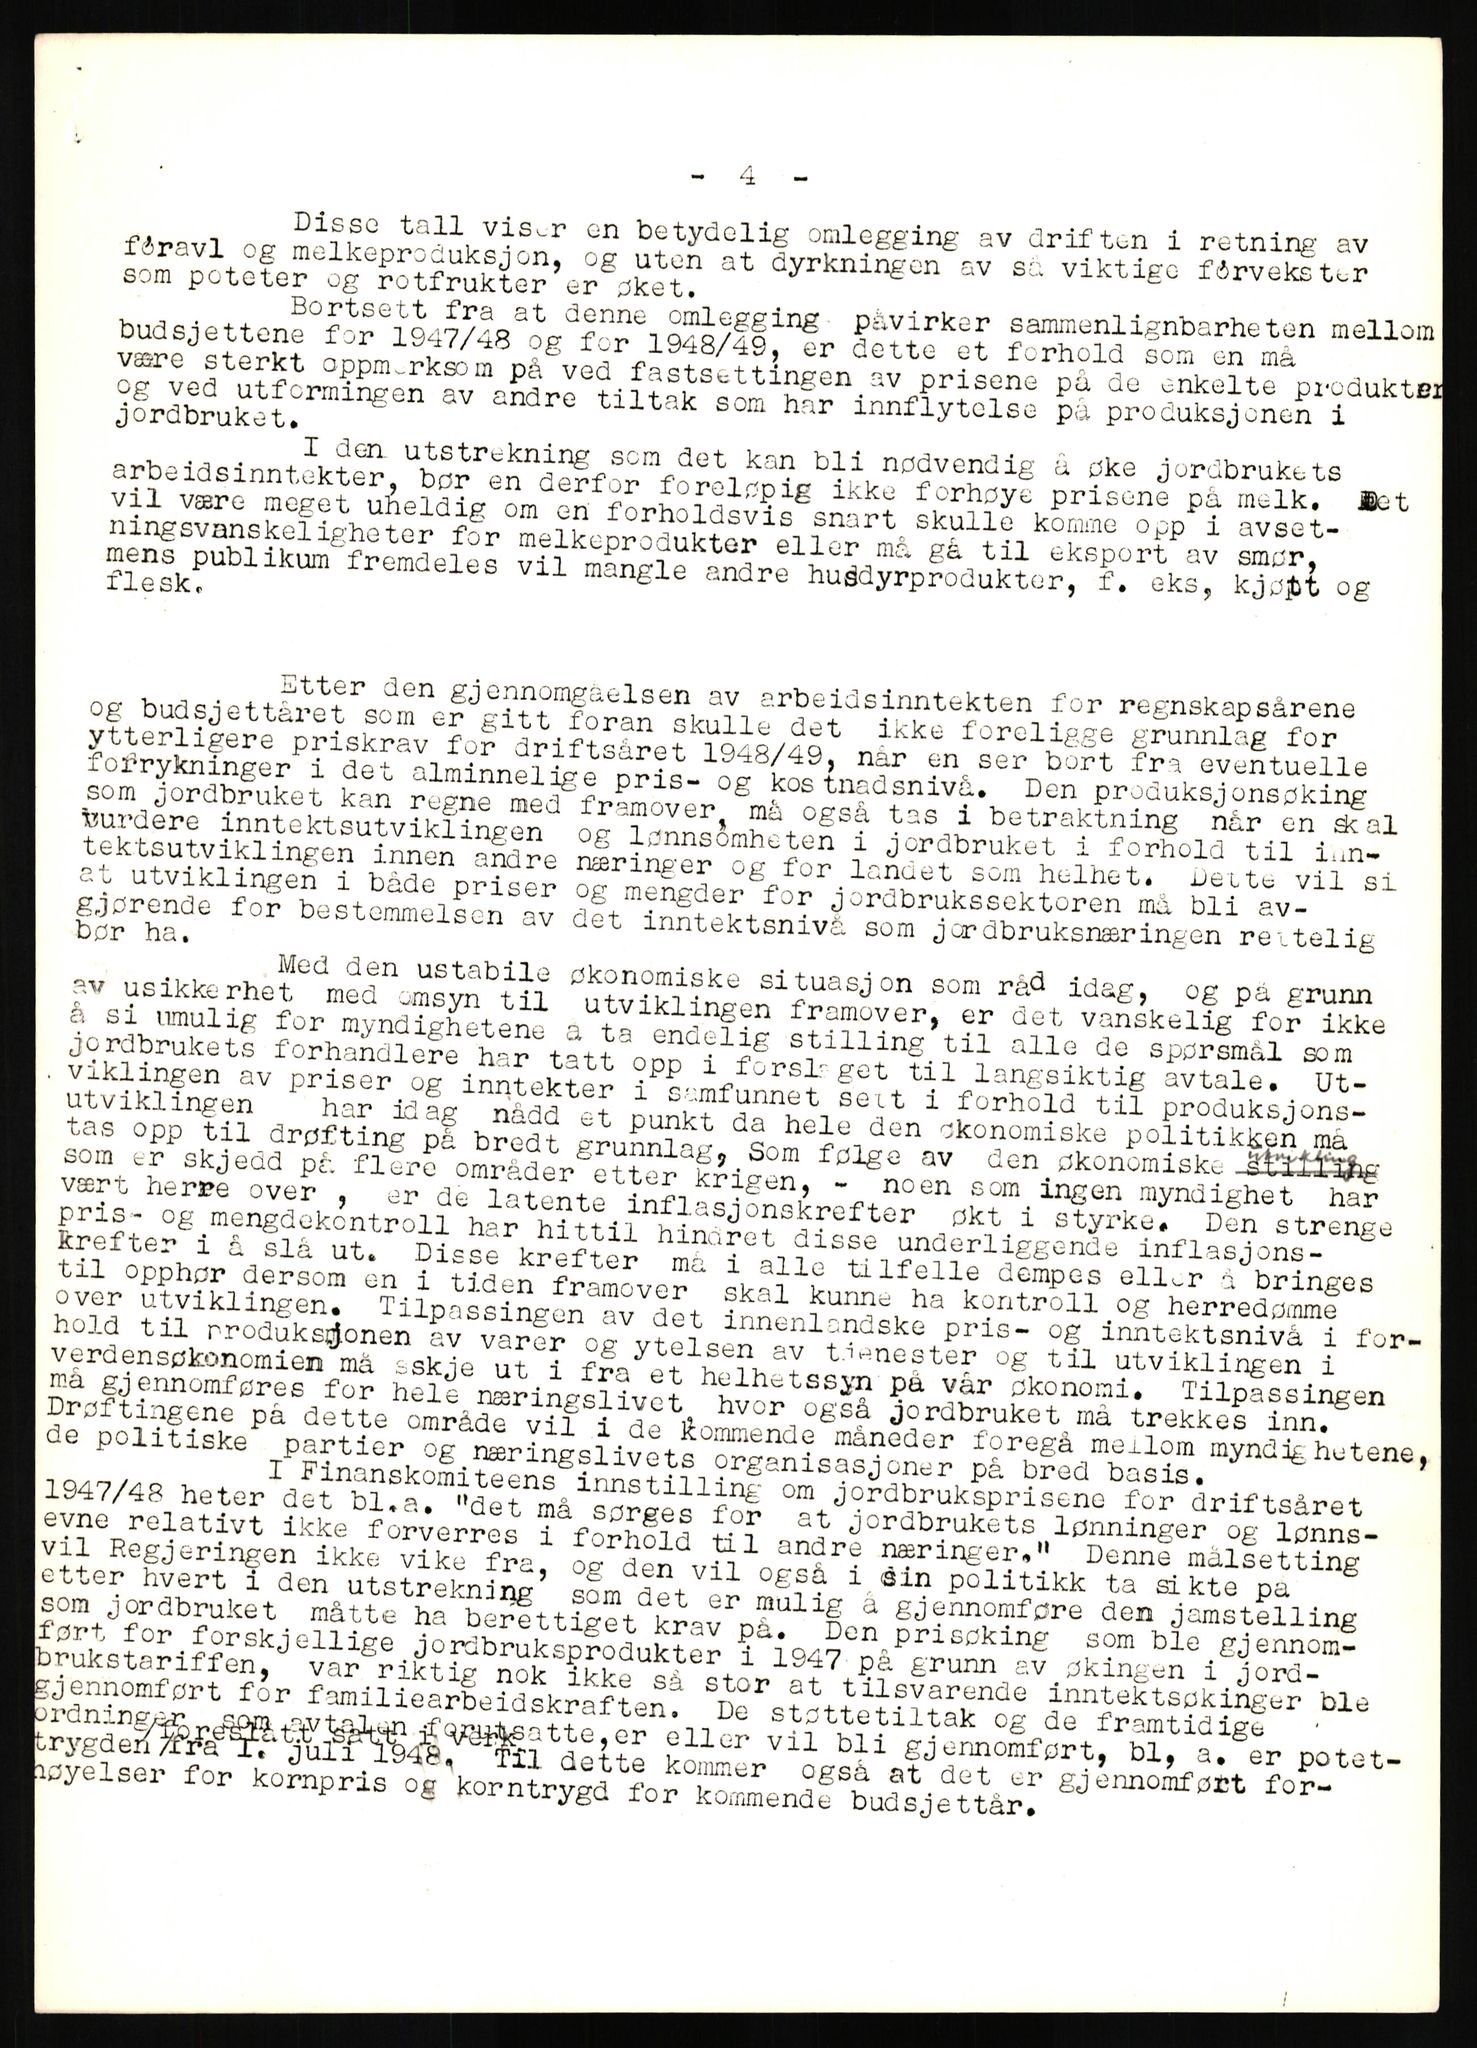 - 4 -
Disse tall viser en betydelig omlegging av driften i retning av
fôravl og melkeproduksjon, og uten at dyrkningen av så viktige fôrvekster
som poteter og rotfrukter er øket.
Bortsett fra at denne omlegging påvirker sammenlignbarheten mellom
budsjettene for 1947/48 og for 1948/49, er dette et forhold som en må
være sterkt oppmerksom på ved fastsettingen av prisene på de enkelte produkter
og ved utformingen av andre tiltak som har innflytelse på produksjonen i
jordbruket.
I den utstrekning som det kan bli nødvendig å øke jordbrukets
arbeidsinntekter, bør en derfor foreløpig ikke forhøye prisene på melk. Det
vil være meget uheldig om en forholdsvis snart skulle komme opp i avset-
ningsvanskeligheter for melkeprodukter eller må gå til eksport av smør,
mens publikum fremdeles vil mangle andre husdyrprodukter, f. eks, kjøtt og
flesk.
Etter den gjennomgåelsen av arbeidsinntekten for regnskapsårene
og budsjettåret som er gitt foran skulle det ikke foreligge grunnlag for
ytterligere priskrav for driftsåret 1948/49, når en ser bort fra eventuelle
forrykninger i det alminnelige pris- og kostnadsnivå. Den produksjonsøking
som jordbruket kan regne med framover, må også tas i betraktning når en skal
vurdere inntektsutviklingen og lønnsomheten i jordbruket i forhold til inn-
tektsutviklingen innen andre næringer og for landet som helhet. Dette vil si
at utviklingen i både priser og mengder for jordbrukssektoren må bli av-
gjørende for bestemmelsen av det inntektsnivå som jordbruksnæringen rettelig
bør ha.
Med den ustabile økonomiske situasjon som råd idag, og på grunn
av usikkerhet med omsyn til utviklingen framover, er det vanskelig for ikke
å si umulig for myndighetene å ta endelig stilling til alle de spørsmål som
jordbrukets forhandlere har tatt opp i forslaget til langsiktig avtale. Ut-
viklingen av priser og inntekter i samfunnet sett i forhold til produksjons-
utviklingen har idag nådd et punkt da hele den økonomiske politikken må
tas opp til drøfting på bredt grunnlag, Som følge av den økonomiske stilling utvikling
som er skjedd på flere områder etter krigen, - noen som ingen myndighet har
vært herre over , er de latente inflasjonskrefter økt i styrke. Den strenge
pris- og mengdekontroll har hittil hindret disse underliggende inflasjons-
krefter i å slå ut. Disse krefter må i alle tilfelle dempes eller å bringes
til opphør dersom en i tiden framover skal kunne ha kontroll og herredømme
over utviklingen. Tilpassingen av det innenlandske pris- og inntektsnivå i for-
hold til produksjonen av varer og ytelsen av tjenester og til utviklingen i
verdensøkonomien må sskje ut i fra et helhetssyn på vår økonomi. Tilpassingen
må gjennomføres for hele næringslivet, hvor også jordbruket må trekkes inn.
Drøftingene på dette område vil i de kommende måneder foregå mellom myndighetene,
de politiske partier og næringslivets organisasjoner på bred basis.
I Finanskomiteens innstilling om jordbruksprisene for driftsåret
1947/48 heter det bl.a. "det må sørges for at jordbrukets lønninger og lønns-
evne relativt ikke forverres i forhold til andre næringer." Denne målsetting
vil Regjeringen ikke vike fra, og den vil også i sin politikk ta sikte på
etter hvert i den utstrekning som det er mulig å gjennomføre den jamstelling
som jordbruket måtte ha berettiget krav på. Den prisøking som ble gjennom-
ført for forskjellige jordbruksprodukter i 1947 på grunn av økingen i jord-
brukstariffen, var riktig nok ikke så stor at tilsvarende inntektsøkinger ble
gjennomført for familiearbeidskraften. De støttetiltak og de framtidige
ordninger som avtalen forutsatte,er eller vil bli gjennomført, bl, a. er potet-
/foreslått satt i verk
trygden/fra 1. juli 1948. Til dette kommer også at det er gjennomført for-
høyelser for kornpris og korntrygd for kommende budsjettår.